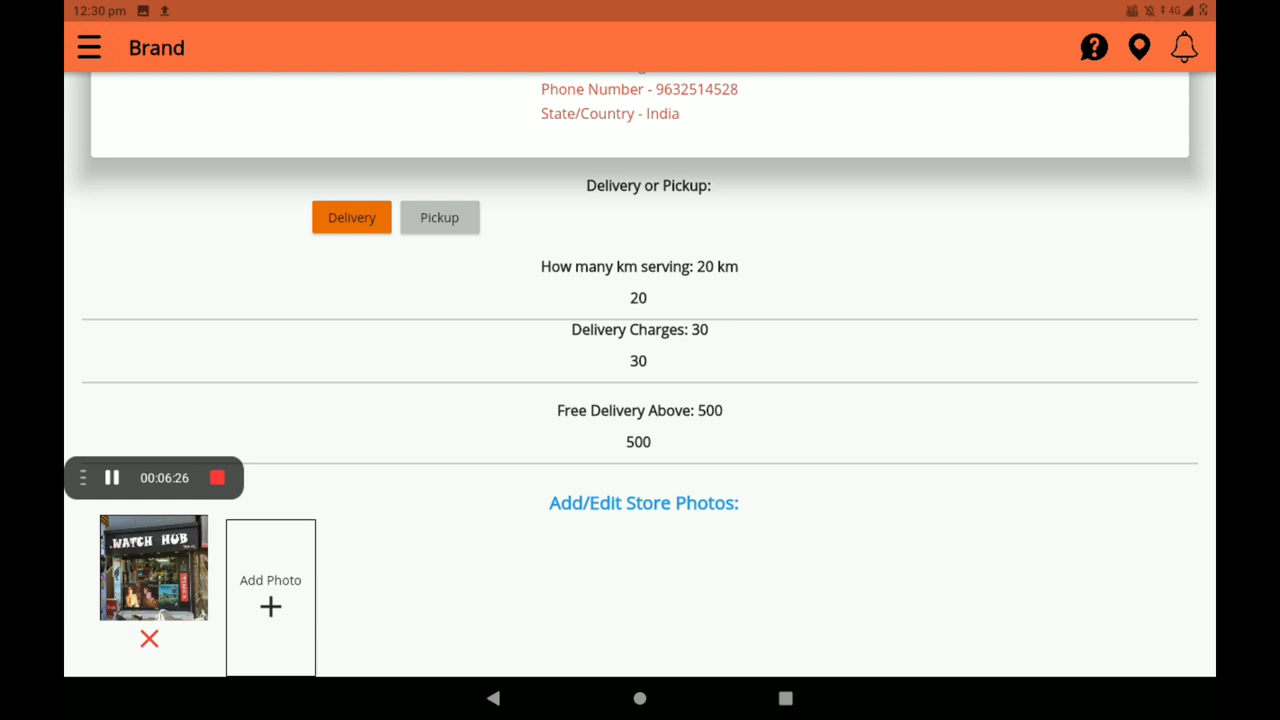 12:30 pm
4G
Brand
Phone Number - 9632514528
State/Country - India
Delivery or Pickup:
Delivery
Pickup
How many km serving: 20 km
20
Delivery Charges: 30
30
Free Delivery Above: 500
500
00:06:26
Add/Edit Store Photos:
WATCH HUB
Add Photo